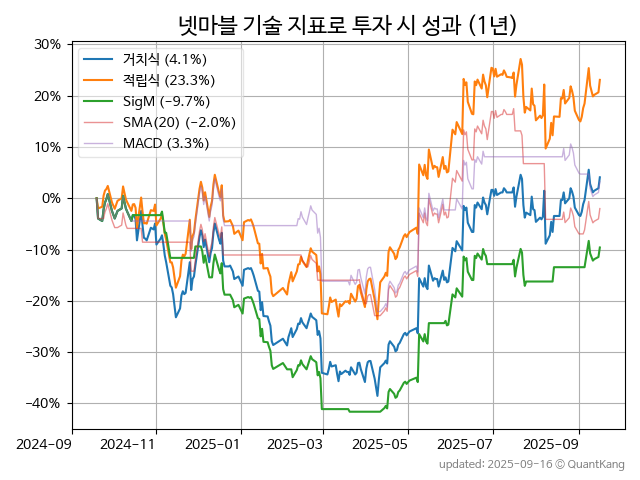 넷마블 기술 지표로 투자 시 성과 (1년)
거치식 (4.1%)
적립식 (23.3%)
SigM (−9.7%)
SMA(20) (−2.0%)
MACD (3.3%)
30%
20%
10%
0%
−10%
−20%
−30%
−40%
2024-09 2024-11 2025-01 2025-03 2025-05 2025-07 2025-09
updated: 2025-09-16 © QuantKang